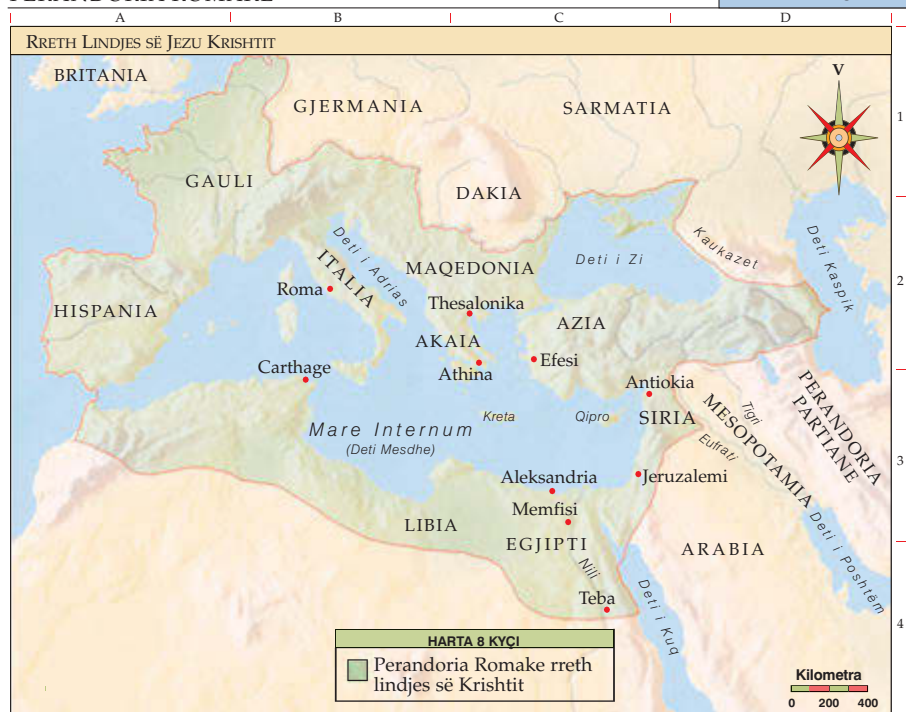 PERANDORIA ROMAKE
A B C D
RRETH LINDJES SË JEZU KRISHTIT
BRITANIA
GJERMANIA
SARMATIA
V
1
GAULI
DAKIA
Kaukazet
Deti Kaspik
Deti i Adrias
ITALIA
MAQEDONIA
Deti i Zi
2
HISPANIA
Roma
Thesalonika
AZIA
AKAIA
Efesi
Carthage
Athina
Antiokia
PERANDORIA
PARTIANE
Mare Internum
(Deti Mesdhe)
Kreta
Qipro
SIRIA
Tigri
MESOPOTAMIA
Eufrati
3
Aleksandria
Jeruzalemi
Memfisi
LIBIA
EGJIPTI
ARABIA
Deti i Poshtëm
Nili
Teba
Deti i Kuq
4
HARTA 8 KYÇI
Perandoria Romake rreth
lindjes së Krishtit
Kilometra
0 200 400